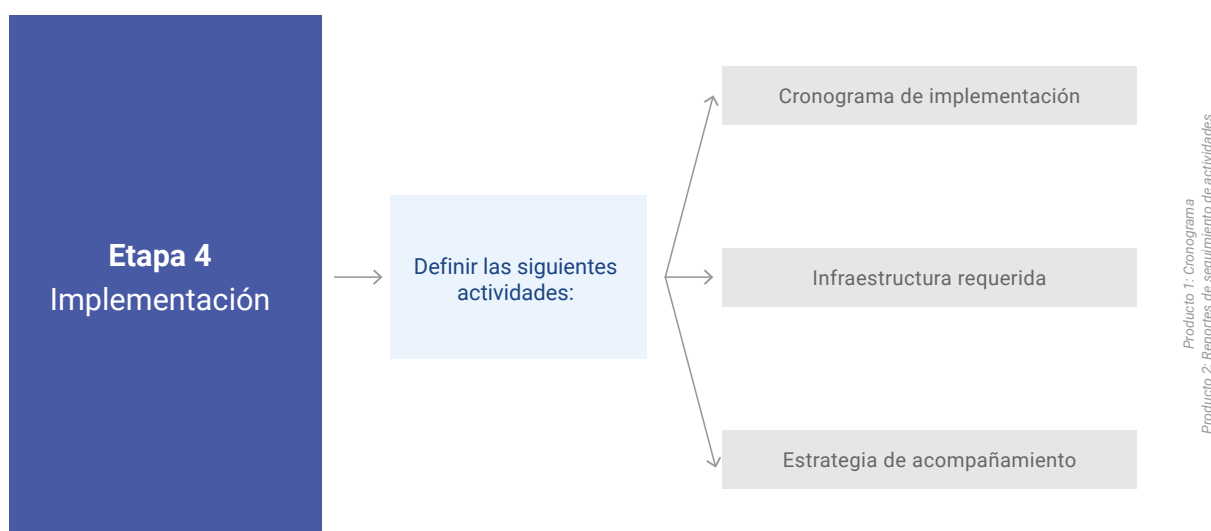 Etapa 4
Implementación
Definir las siguientes
actividades:
Cronograma de implementación
Infraestructura requerida
Estrategia de acompañamiento
Producto 1: Cronograma
Producto 2: Reportes de seguimiento de actividades